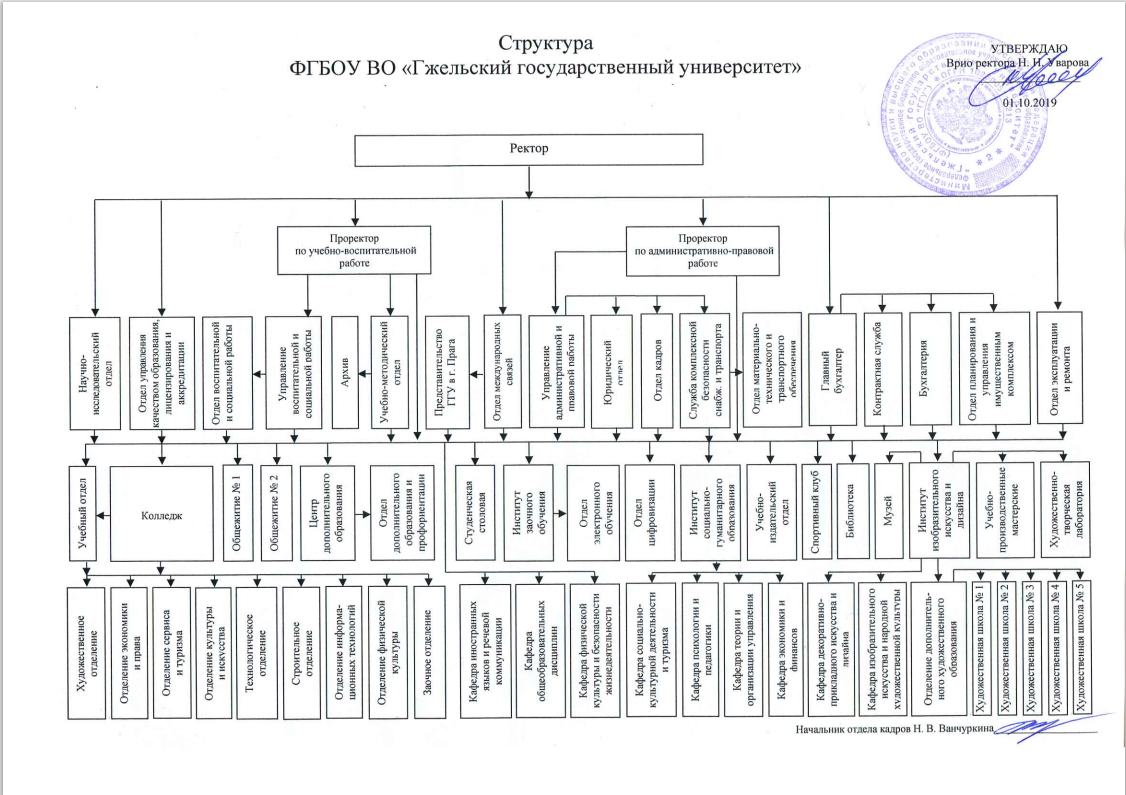 Структура
ФГБОУ ВО «Гжельский государственный университет»
УТВЕРЖДАЮ
Врио ректора Н. И. Уварова
01.10.2019
Ректор
Проректор
по учебно-воспитательной
работе
Проректор
по административно-правовой
работе
Научно-
исследовательский
отдел
Отдел управления
качеством образования,
лицензирования и
аккредитации
Отдел воспитательной
и социальной работы
Управление
воспитательной и
социальной работы
Архив
Учебно-методический
отдел
Представительство
ГГУ в г. Прага
Отдел международных
связей
Управление
административной и
правовой работы
Юридический
отдел
Отдел кадров
Служба комплексной
безопасности
снабж. и транспорта
Отдел материально-
технического и
транспортного
обеспечения
Главный
бухгалтер
Контрактная служба
Бухгалтерия
Отдел планирования и
управления
имущественным
комплексом
Отдел эксплуатации
и ремонта
Учебный отдел
Колледж
Общежитие № 1
Общежитие № 2
Центр
дополнительного
образования
Отдел
дополнительного
образования и
профориентации
Студенческая
столовая
Институт
заочного
обучения
Отдел
электронного
обучения
Отдел
цифровизации
Институт
социально-
гуманитарного
образования
Учебно-
издательский
отдел
Спортивный клуб
Библиотека
Музей
Институт
изобразительного
искусства и
дизайна
Учебно-
производственные
мастерские
Художественно-
творческая
лаборатория
Художественное
отделение
Отделение экономики
и права
Отделение сервиса
и туризма
Отделение культуры
и искусства
Технологическое
отделение
Строительное
отделение
Отделение информа-
ционных технологий
Отделение физической
культуры
Заочное отделение
Кафедра иностранных
языков и речевой
коммуникации
Кафедра
общеобразовательных
дисциплин
Кафедра физической
культуры и безопасности
жизнедеятельности
Кафедра социально-
культурной деятельности
и туризма
Кафедра психологии и
педагогики
Кафедра теории и
организации управления
Кафедра экономики и
финансов
Кафедра декоративно-
прикладного искусства и
дизайна
Кафедра изобразительного
искусства и народной
художественной культуры
Отделение дополнитель-
ного художественного
образования
Художественная школа № 1
Художественная школа № 2
Художественная школа № 3
Художественная школа № 4
Художественная школа № 5
Начальник отдела кадров Н. В. Ванчуркина